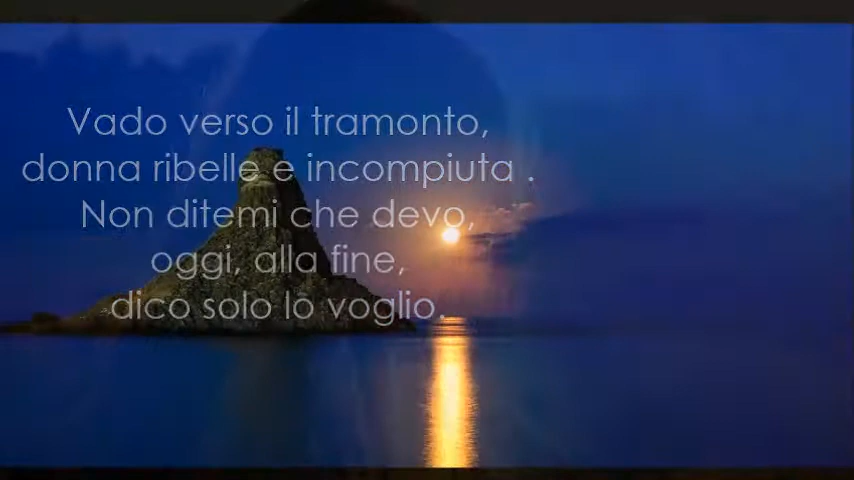 Vado verso il tramonto,
donna ribelle e incompiuta .
Non ditemi che devo,
oggi, alla fine,
dico solo lo voglio.